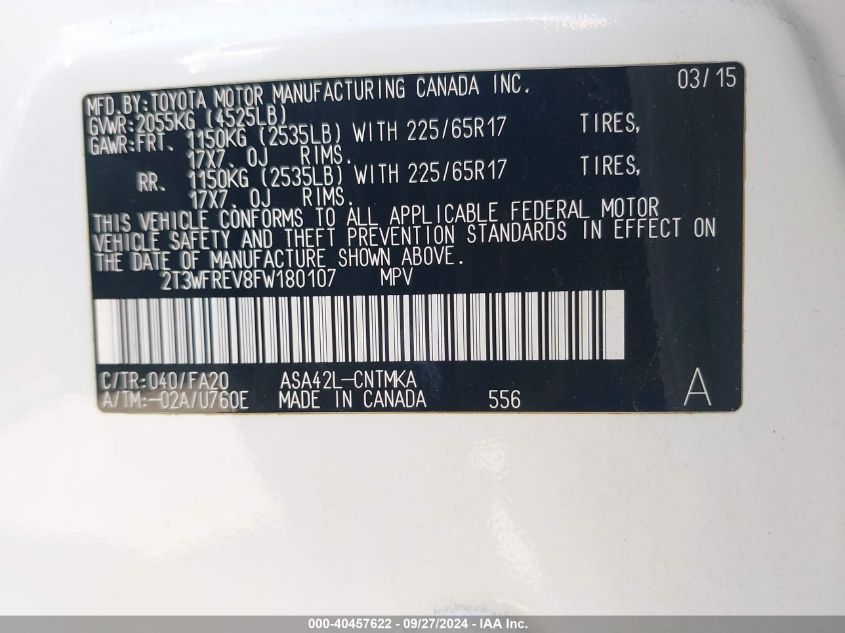 MFD.BY:TOYOTA MOTOR MANUFACTURING CANADA INC. 03/15
GVWR:2055KG (4525LB)
GAWR:FRT. 1150KG (2535LB) WITH 225/65R17 TIRES,
17X7.0J RIMS.
RR. 1150KG (2535LB) WITH 225/65R17 TIRES,
17X7.0J RIMS.
THIS VEHICLE CONFORMS TO ALL APPLICABLE FEDERAL MOTOR
VEHICLE SAFETY AND THEFT PREVENTION STANDARDS IN EFFECT ON
THE DATE OF MANUFACTURE SHOWN ABOVE.
2T3WFREV8FW180107 MPV
C/TR:040/FA20 ASA42L-CNTMKA
A/TM:-02A/U760E MADE IN CANADA 556 A
000-40457622 - 09/27/2024 - IAAI.COM